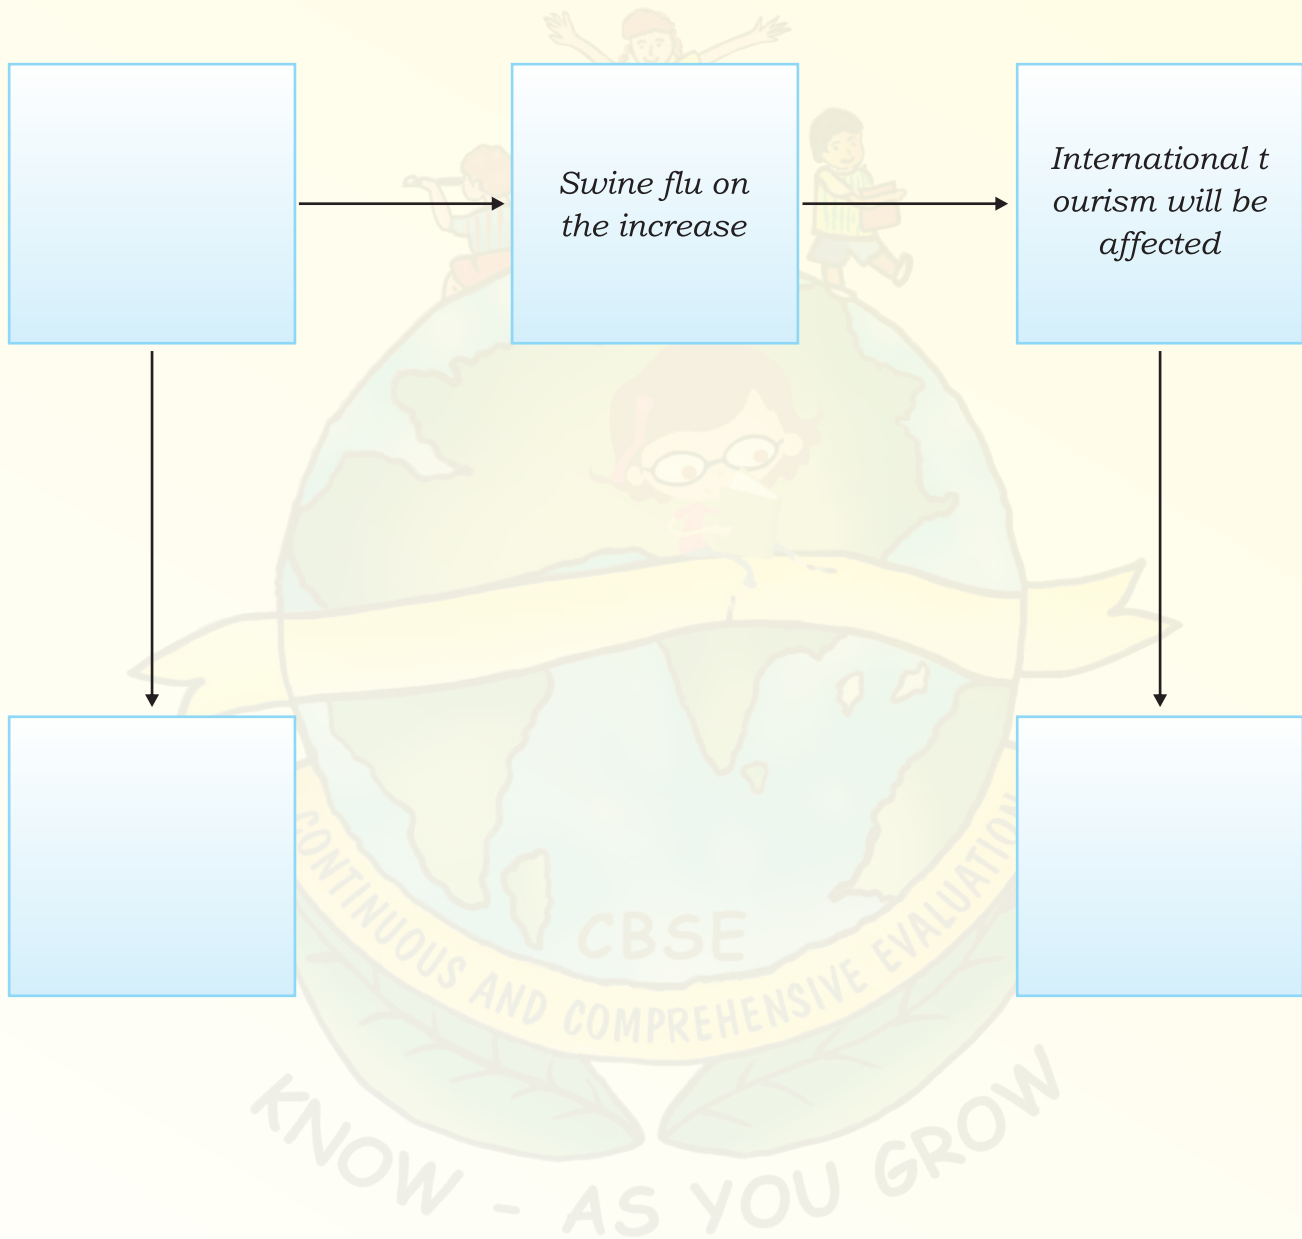 Swine flu on
the increase
International t
ourism will be
affected
CBSE
CONTINUOUS AND COMPREHENSIVE EVALUATION
KNOW - AS YOU GROW